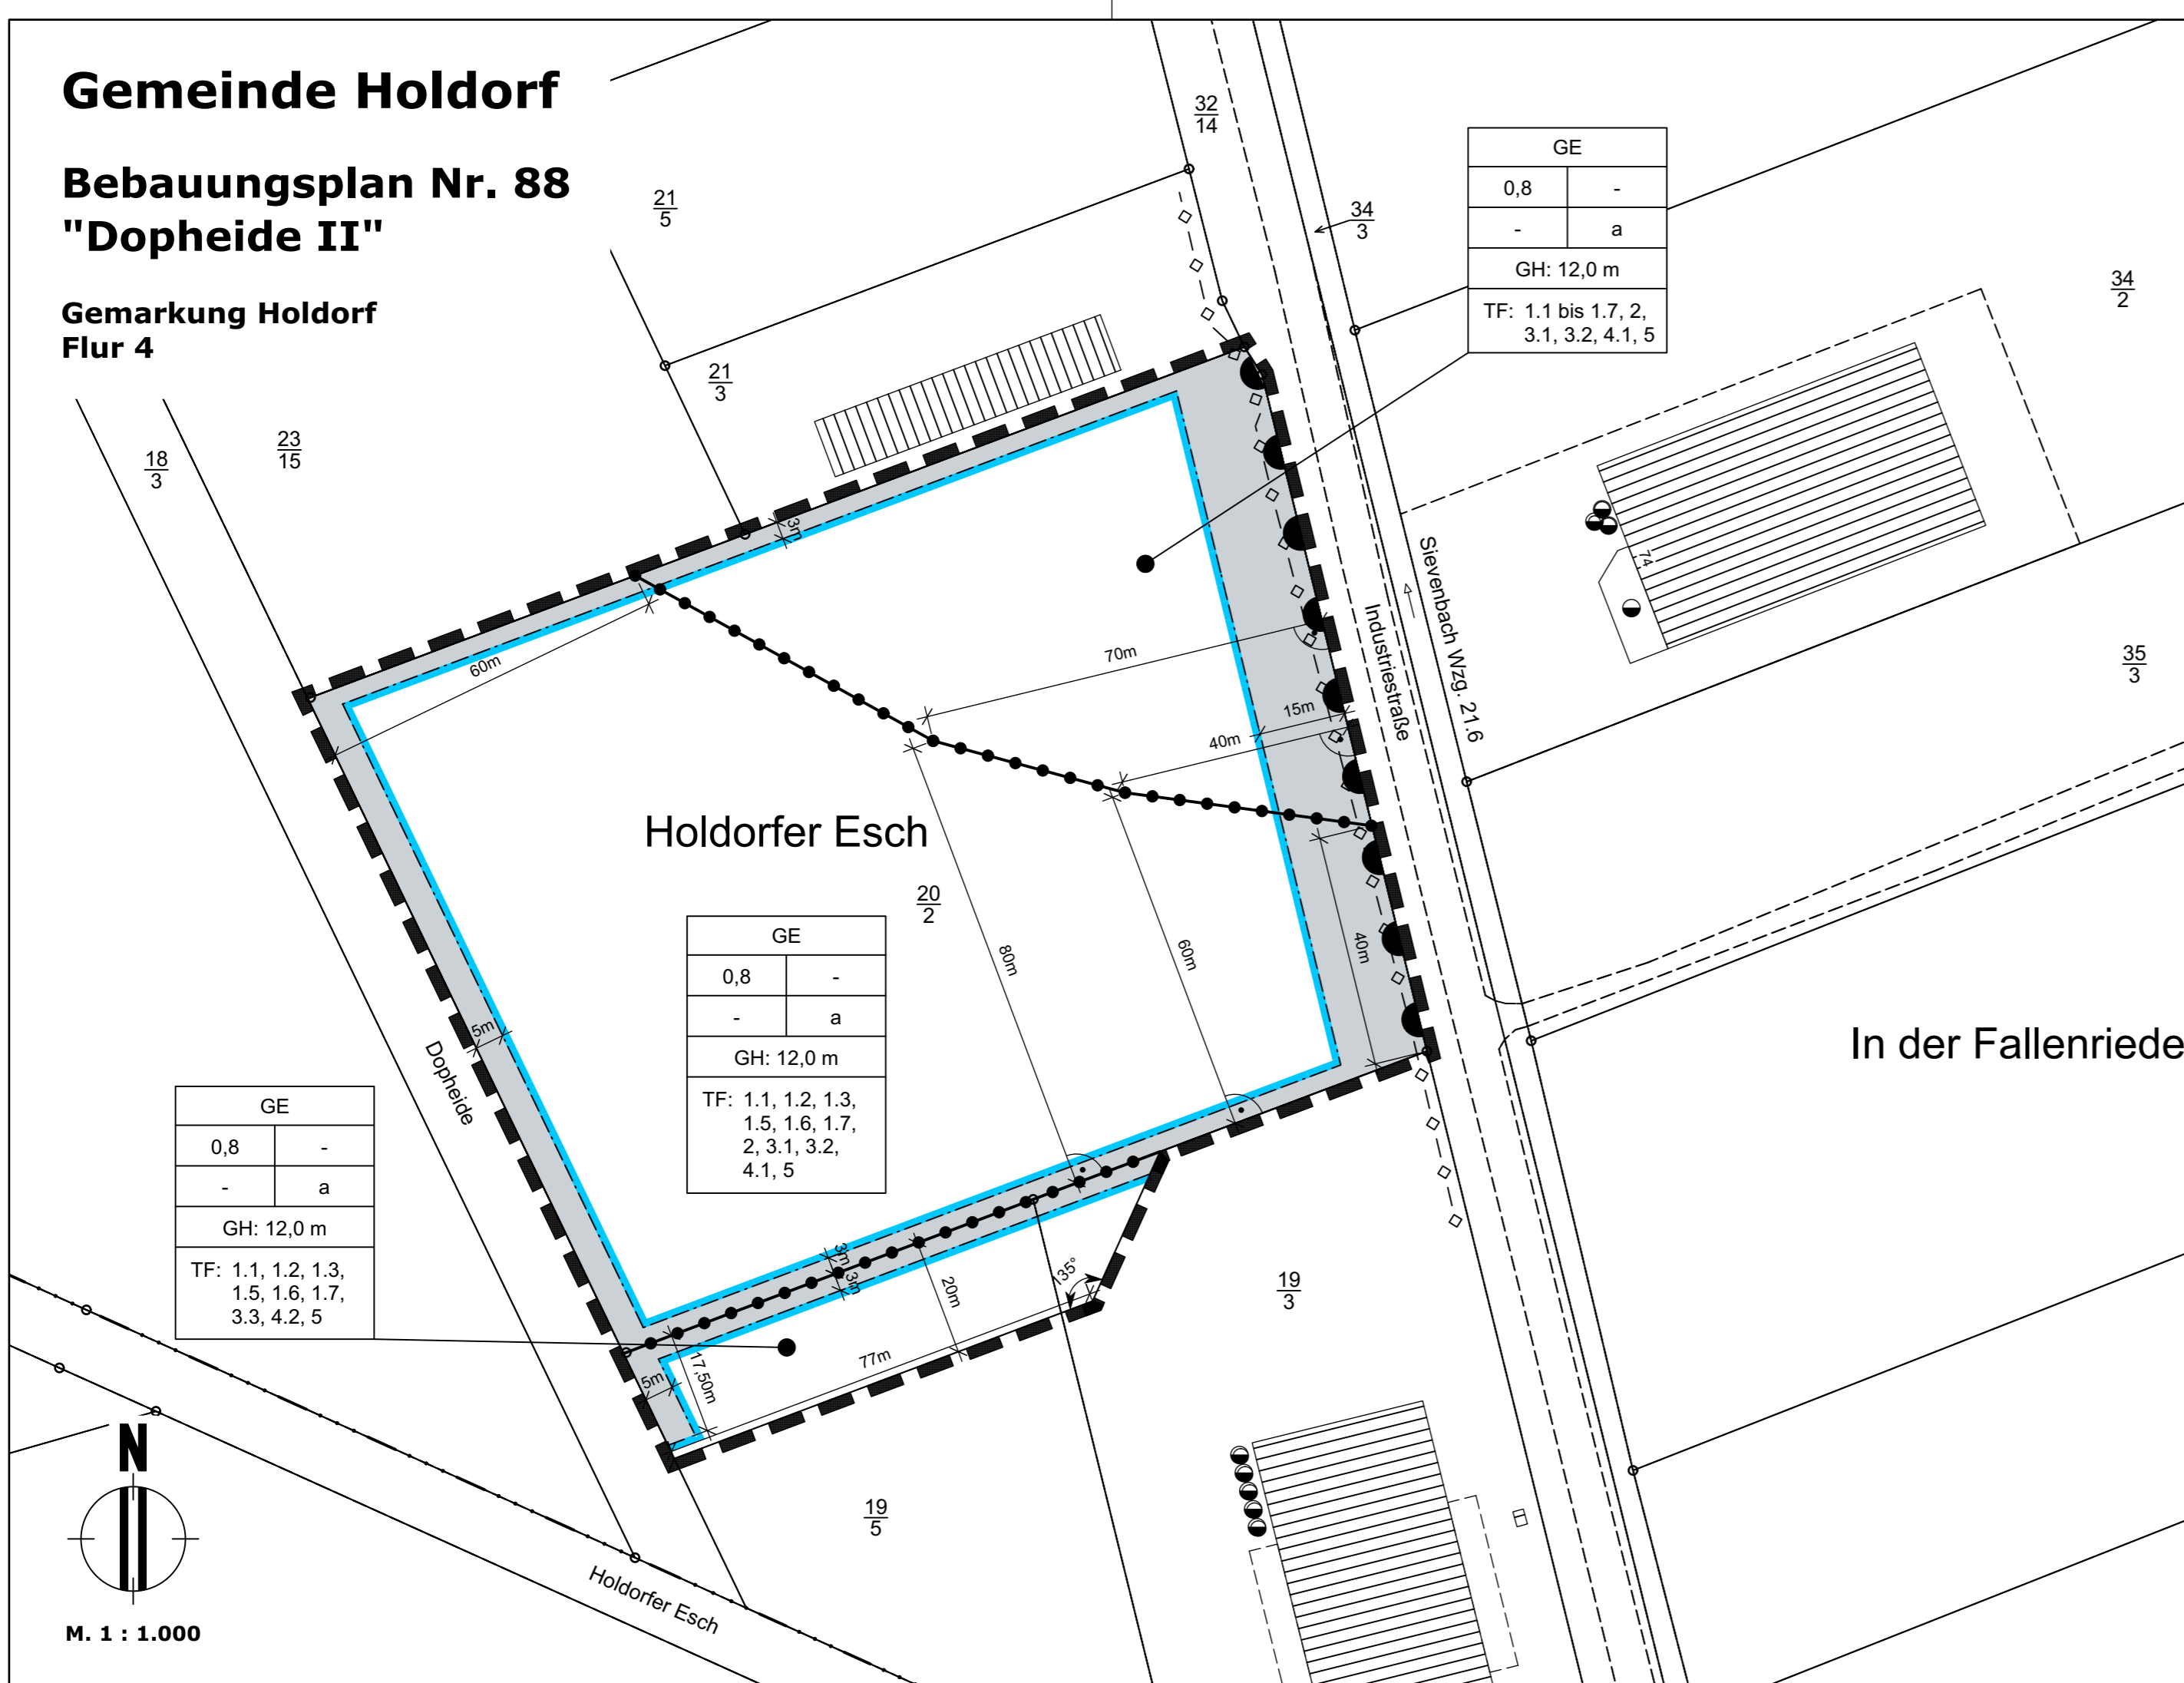 Gemeinde Holdorf
Bebauungsplan Nr. 88
"Dopheide II"
Gemarkung Holdorf
Flur 4
32
14
21
5
34
3
GE
0,8 -
- a
GH: 12,0 m
TF: 1.1 bis 1.7, 2,
3.1, 3.2, 4.1, 5
34
2
21
3
18
3
23
15
3m
74
35
3
60m
70m
15m
40m
Industriestraße
Sievenbach Wzg. 21.6
Holdorfer Esch
20
2
80m
60m
40m
GE
0,8 -
- a
GH: 12,0 m
TF: 1.1, 1.2, 1.3,
1.5, 1.6, 1.7,
2, 3.1, 3.2,
4.1, 5
5m
Dopheide
In der Fallenriede
GE
0,8 -
- a
GH: 12,0 m
TF: 1.1, 1.2, 1.3,
1.5, 1.6, 1.7,
3.3, 4.2, 5
3m
3m
20m
135°
19
3
77m
17,50m
5m
19
5
N
Holdorfer Esch
M. 1 : 1.000